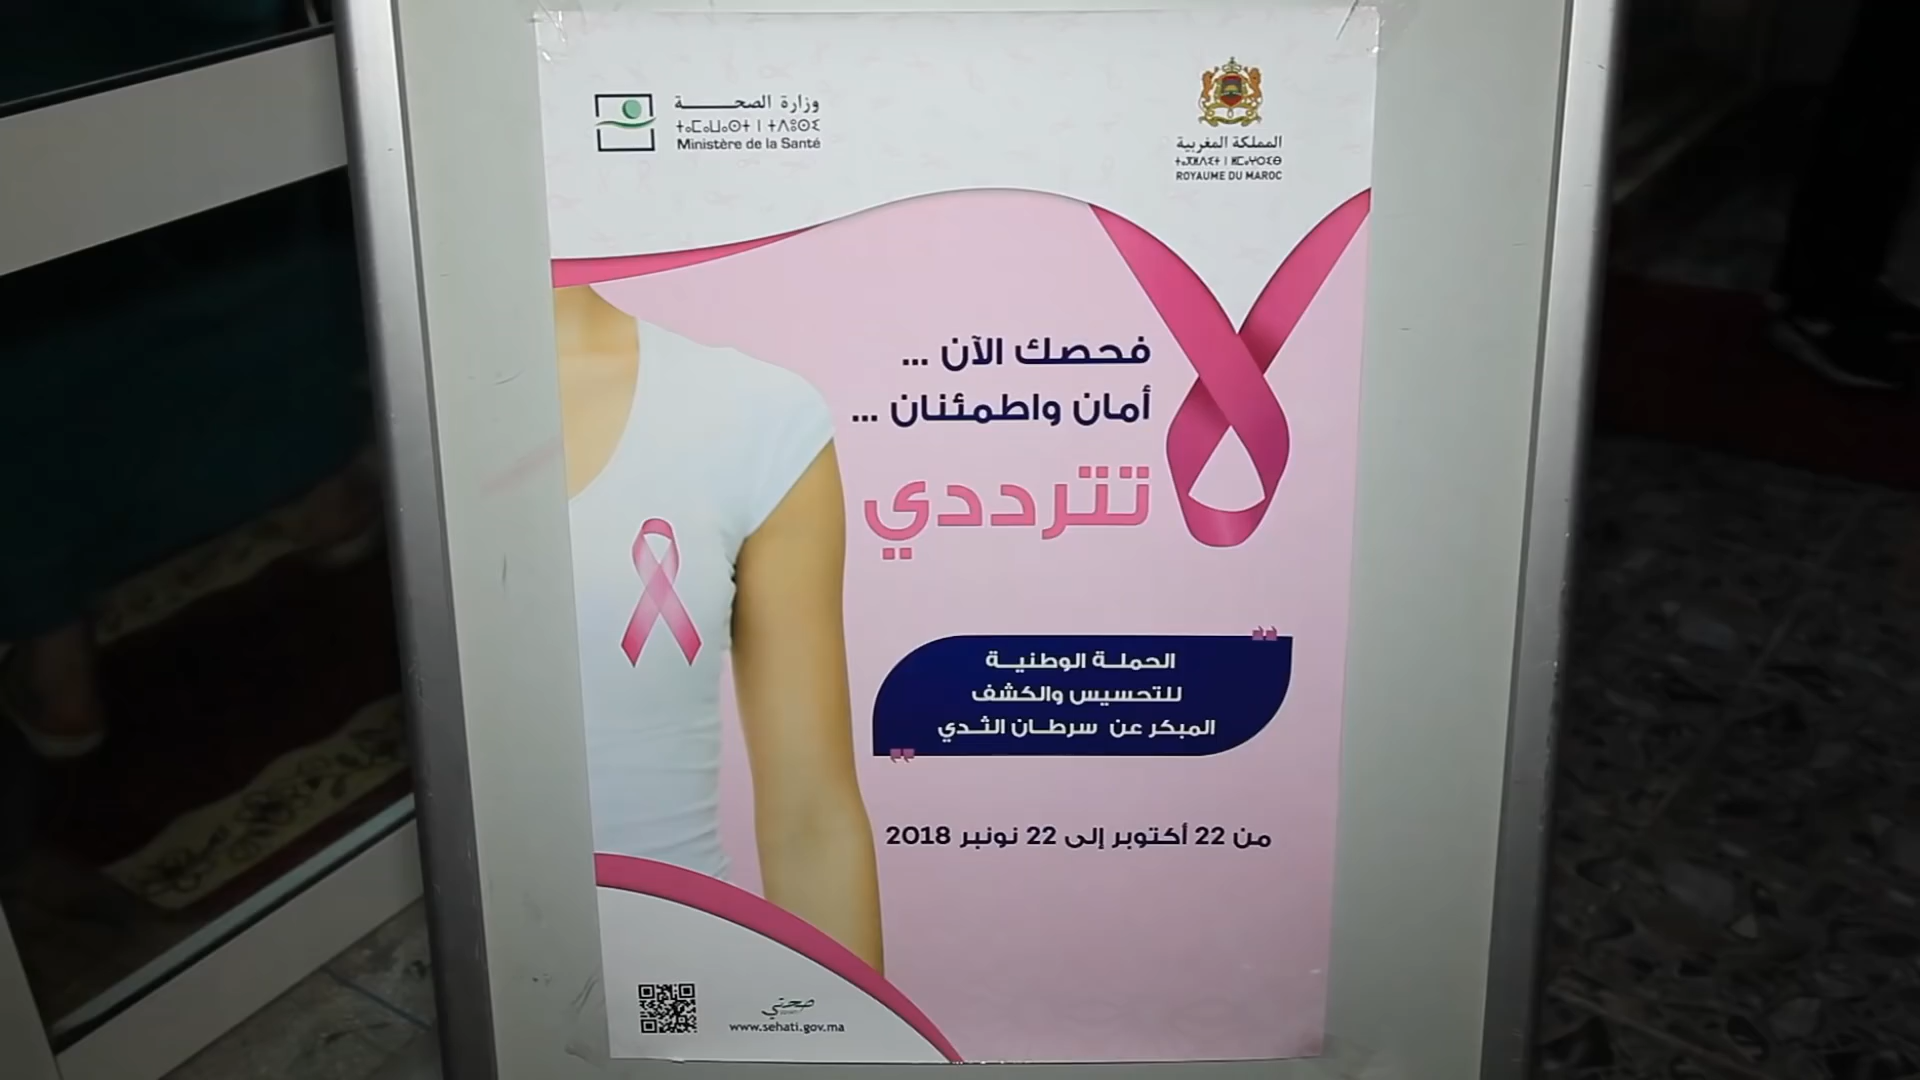 وزارة الصحة
ⵜⴰⵎⴰⵡⴰⵙⵜ ⵏ ⵜⴷⵓⵙⵉ
Ministère de la Santé
المملكة المغربية
ⵜⴰⴳⵍⴷⵉⵜ ⵏ ⵍⵎⴰⵖⵔⵉⴱ
ROYAUME DU MAROC
فحصك الآن ...
أمان واطمئنان ...
لا تترددي
الحملة الوطنية
للتحسيس والكشف
المبكر عن سرطان الثدي
من 22 أكتوبر إلى 22 نونبر 2018
صحتي
www.sehati.gov.ma